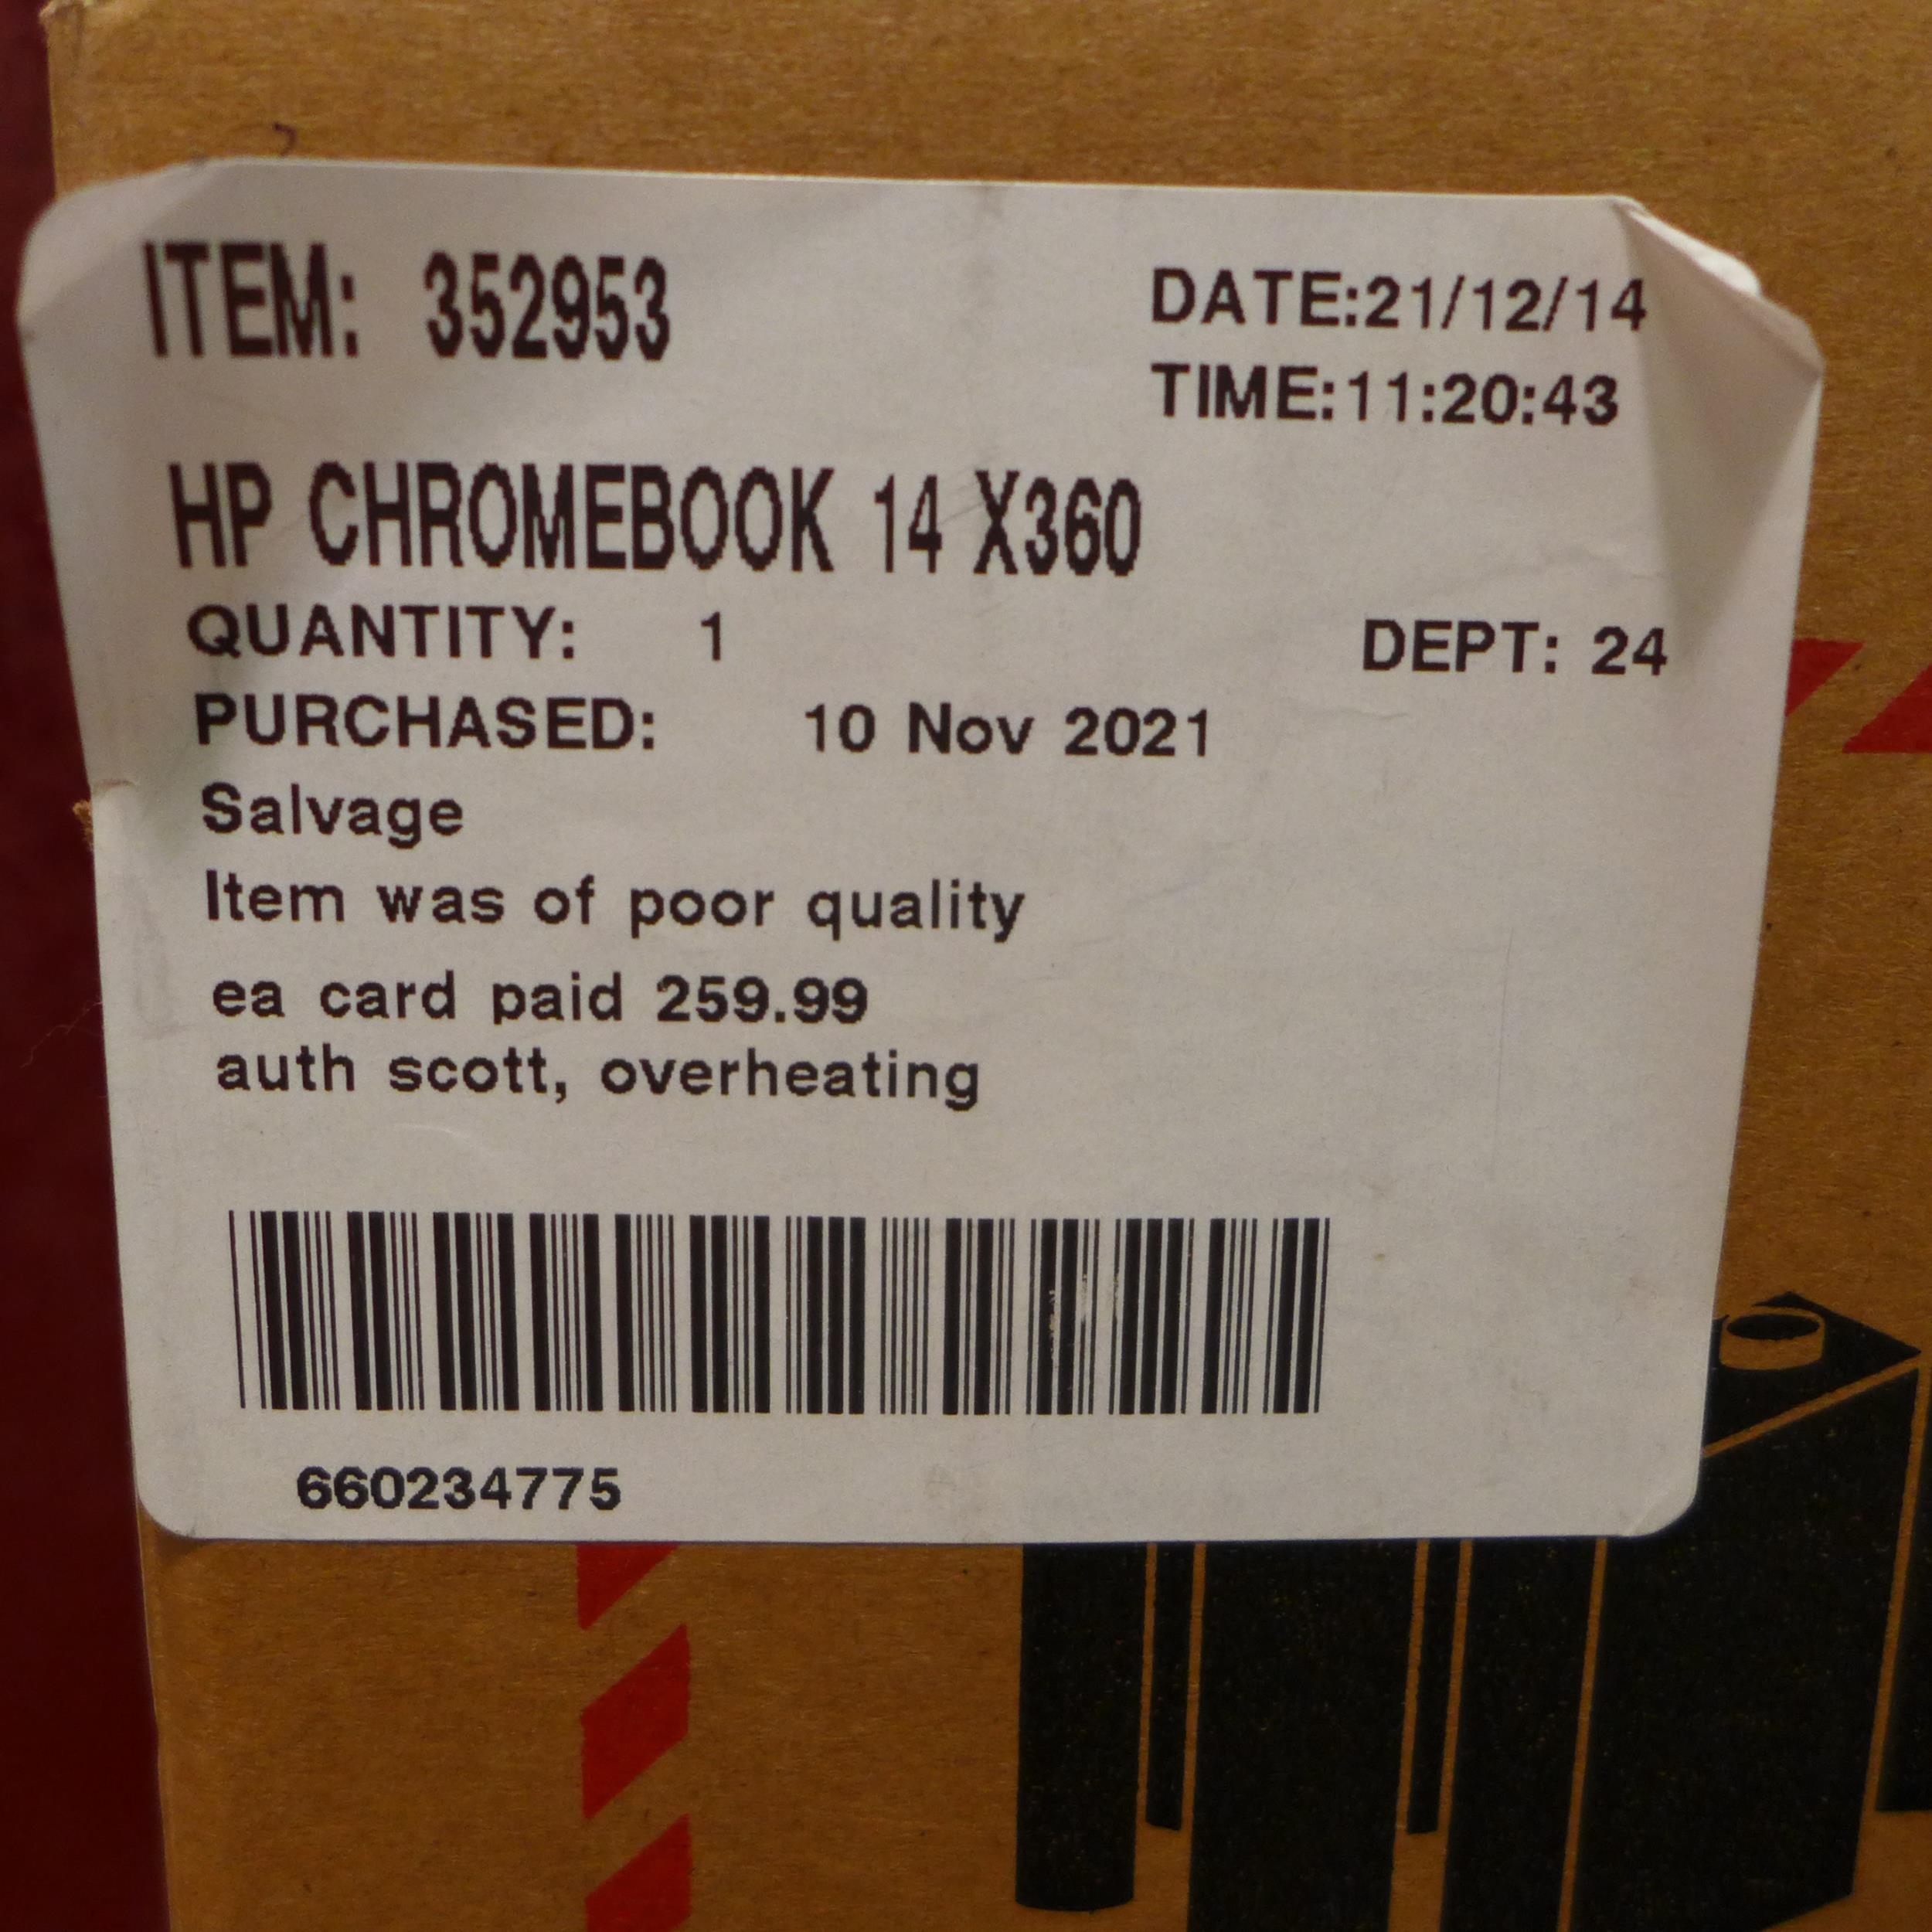 ITEM: 352953
DATE:21/12/14
TIME:11:20:43
HP CHROMEBOOK 14 X360
QUANTITY: 1
DEPT: 24
PURCHASED: 10 Nov 2021
Salvage
Item was of poor quality
ea card paid 259.99
auth scott, overheating
660234775